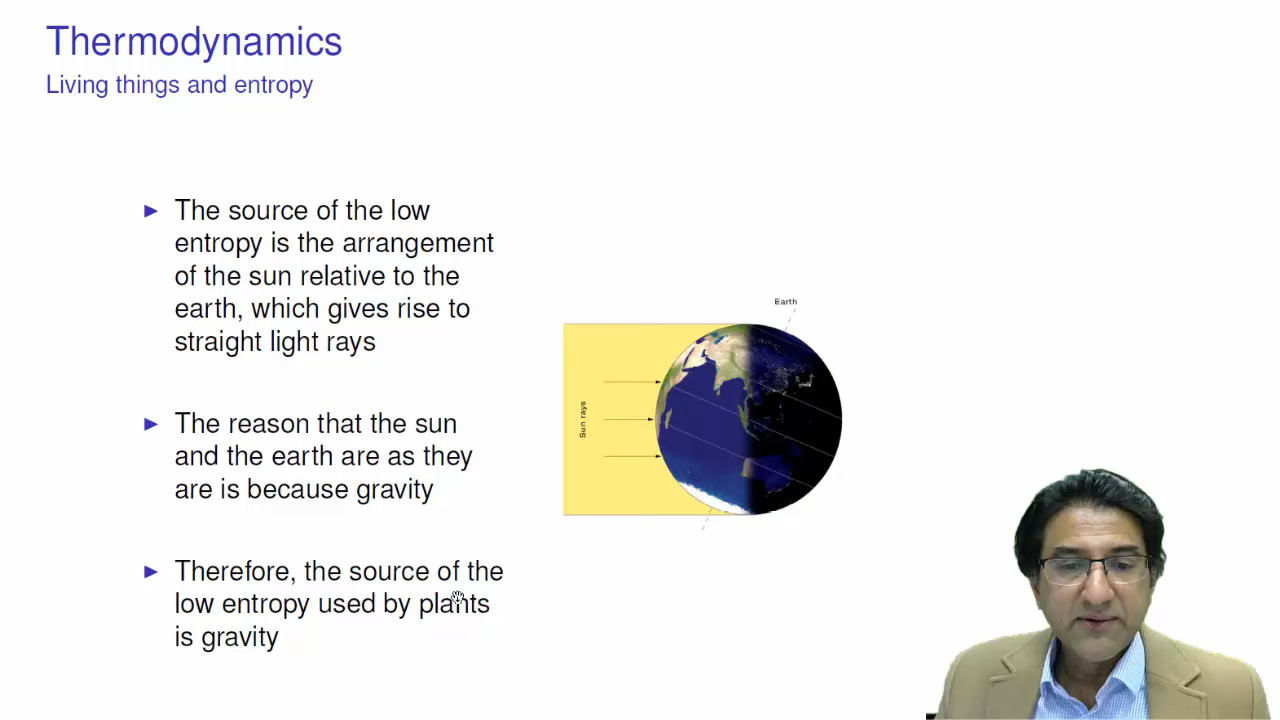 Thermodynamics
Living things and entropy
The source of the low
entropy is the arrangement
of the sun relative to the
earth, which gives rise to
straight light rays
The reason that the sun
and the earth are as they
are is because gravity
Therefore, the source of the
low entropy used by plants
is gravity
Earth
Sun rays